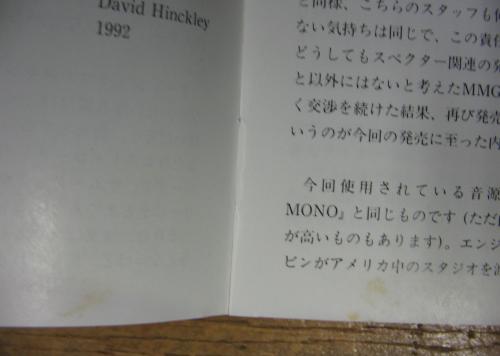 David Hinckley
1992
と同様、こちらのスタッフも
ない気持ちは同じで、この責任
どうしてもスペクター関連の発
と以外にはないと考えたMMG
く交渉を続けた結果、再び発売
いうのが今回の発売に至った内
今回使用されている音源
MONO』と同じものです (ただ
が高いものもあります)。エンジ
ビンがアメリカ中のスタジオを